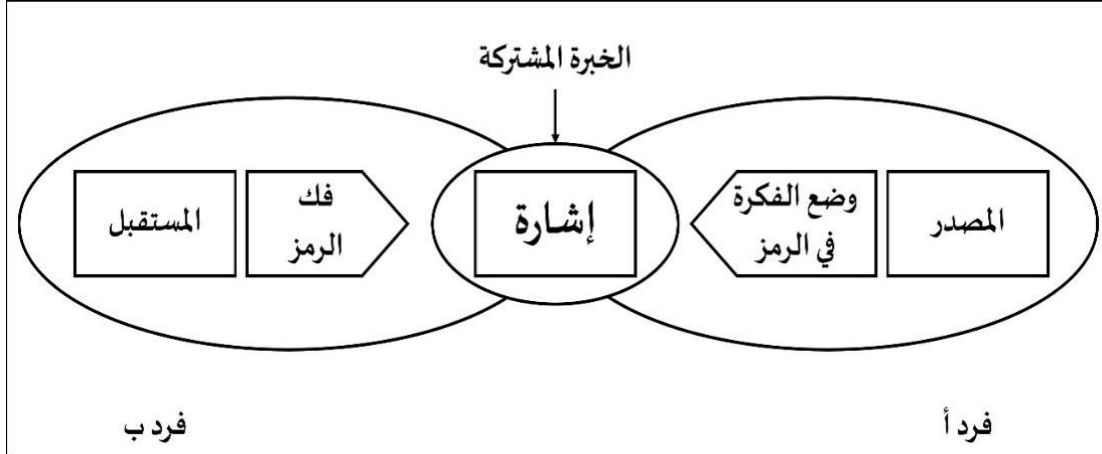 الخبرة المشتركة
المصدر
وضع الفكرة
في الرمز
إشارة
فك
الرمز
المستقبل
فرد أ
فرد ب